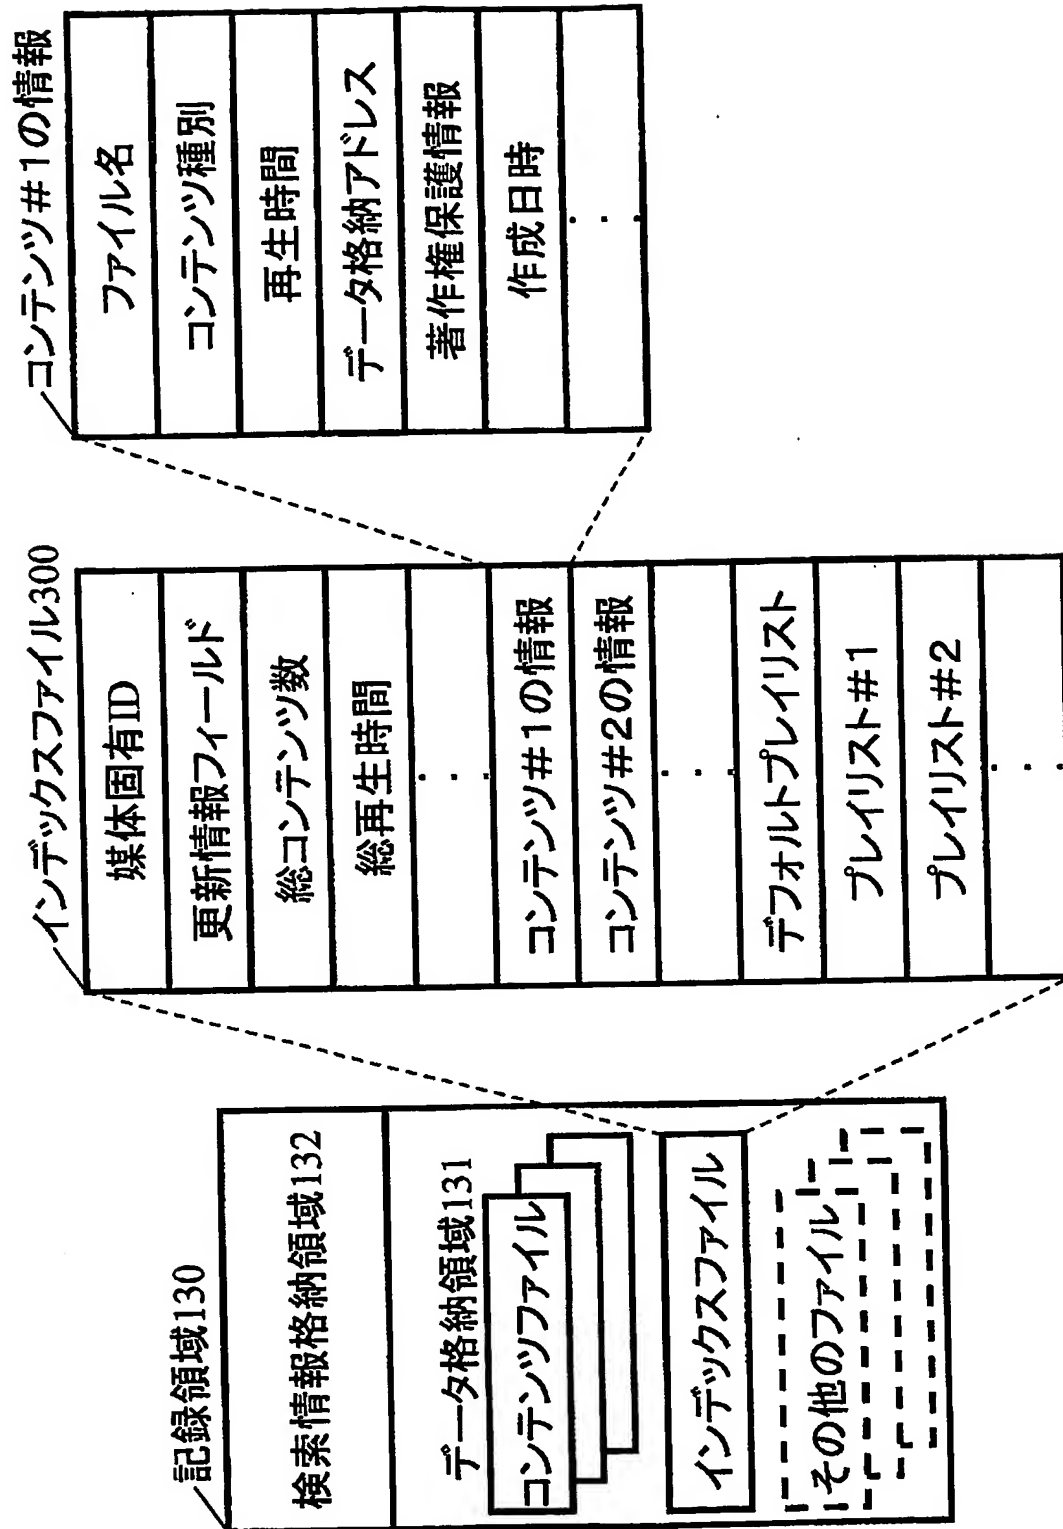 記録領域130
検索情報格納領域132
データ格納領域131
コンテンツファイル
インデックスファイル
その他のファイル
インデックスファイル300
媒体固有ID
更新情報フィールド
総コンテンツ数
総再生時間
・・・
コンテンツ#1の情報
コンテンツ#2の情報
・・・
デフォルトプレイリスト
プレイリスト#1
プレイリスト#2
・・・
コンテンツ#1の情報
ファイル名
コンテンツ種別
再生時間
データ格納アドレス
著作権保護情報
作成日時
・・・